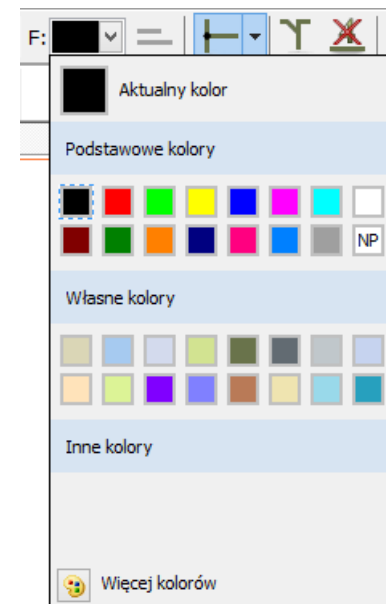 F:
Aktualny kolor
Podstawowe kolory
NP
Własne kolory
Inne kolory
Więcej kolorów